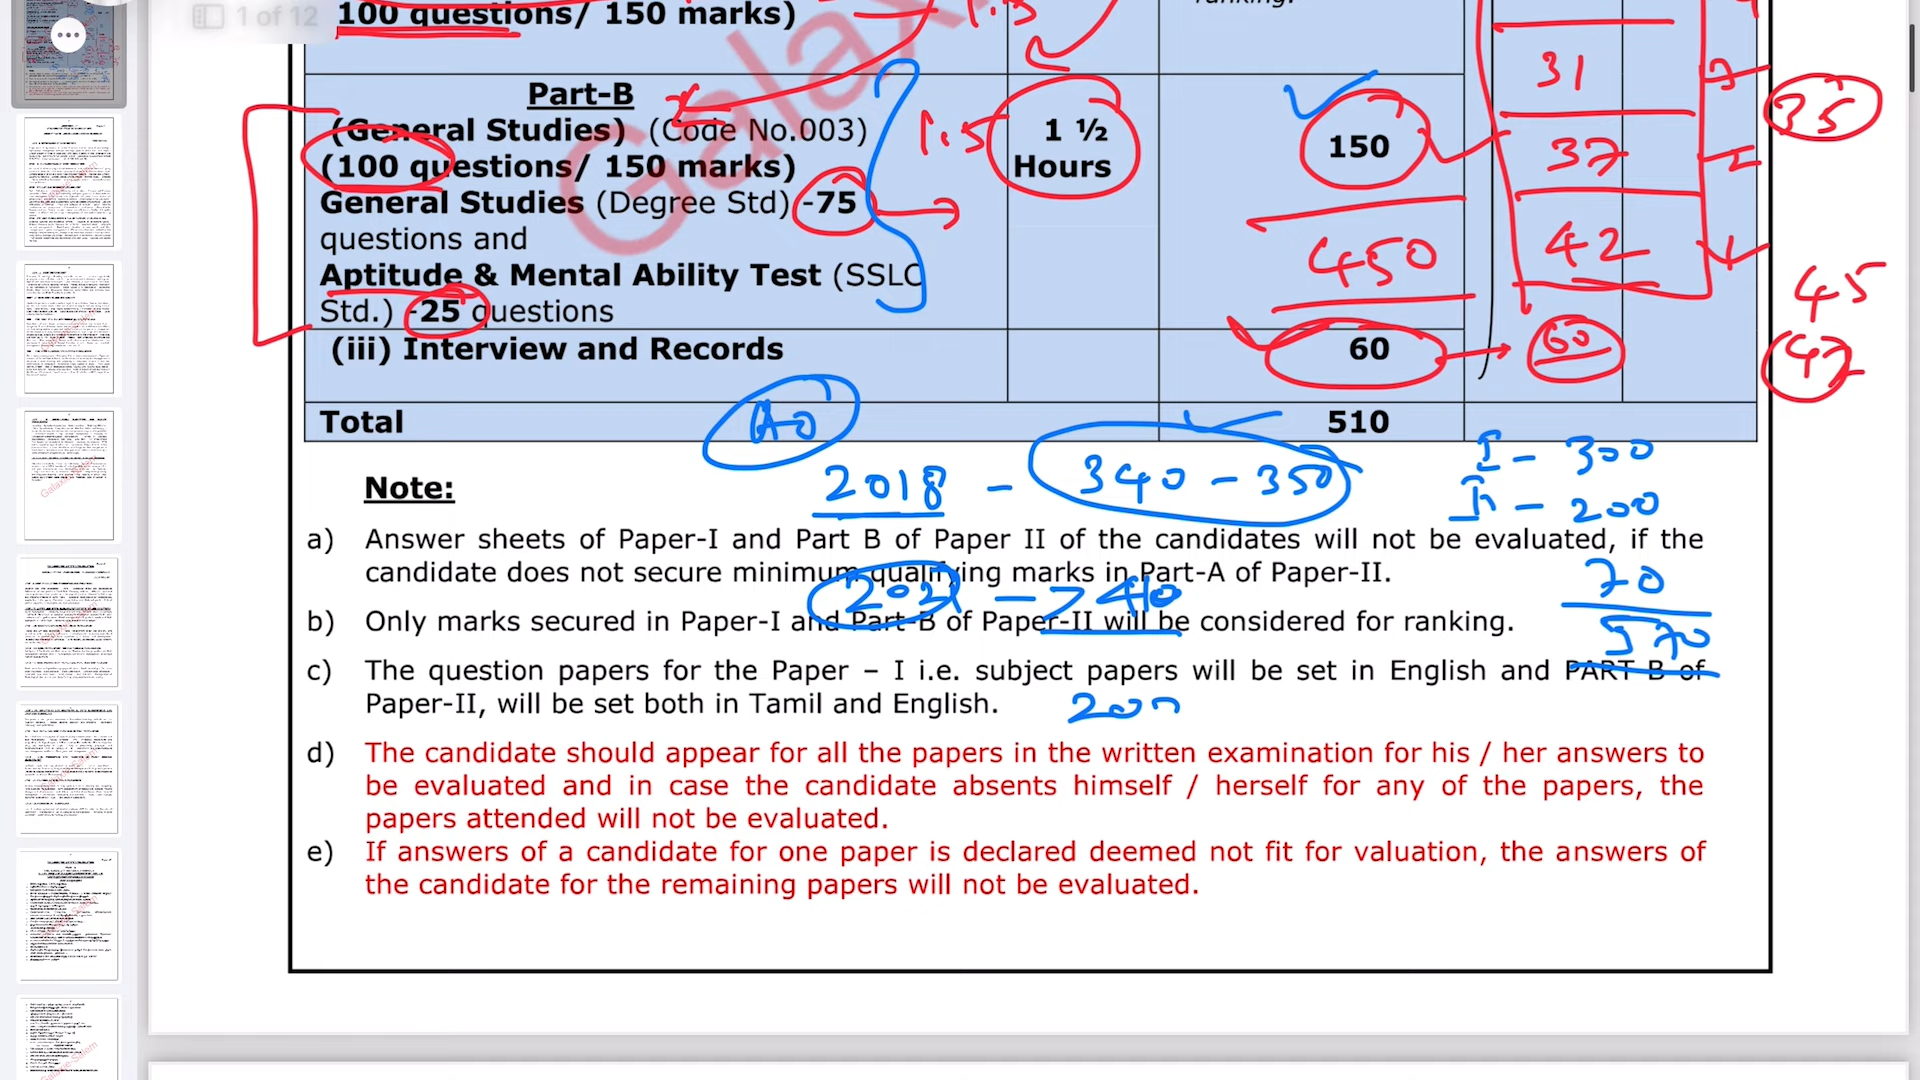 1 of 12
100 questions/ 150 marks)
1.5
ranking.
31
Part-B
35
(General Studies) (Code No.003)
1.5
1 ½
Hours
150
37
(100 questions/ 150 marks)
General Studies (Degree Std) -75
questions and
450
42
45
Aptitude & Mental Ability Test (SSLC
Std.) -25 questions
(iii) Interview and Records
60
60
42
AO
Total
510
I - 300
Note:
2018 - 340 - 350
II - 200
a) Answer sheets of Paper-I and Part B of Paper II of the candidates will not be evaluated, if the
candidate does not secure minimum qualifying marks in Part-A of Paper-II.
70
2021 -> 410
b) Only marks secured in Paper-I and Part-B of Paper-II will be considered for ranking.
570
c) The question papers for the Paper – I i.e. subject papers will be set in English and PART B of
Paper-II, will be set both in Tamil and English.
d) The candidate should appear for all the papers in the written examination for his / her answers to
be evaluated and in case the candidate absents himself / herself for any of the papers, the
papers attended will not be evaluated.
e) If answers of a candidate for one paper is declared deemed not fit for valuation, the answers of
the candidate for the remaining papers will not be evaluated.